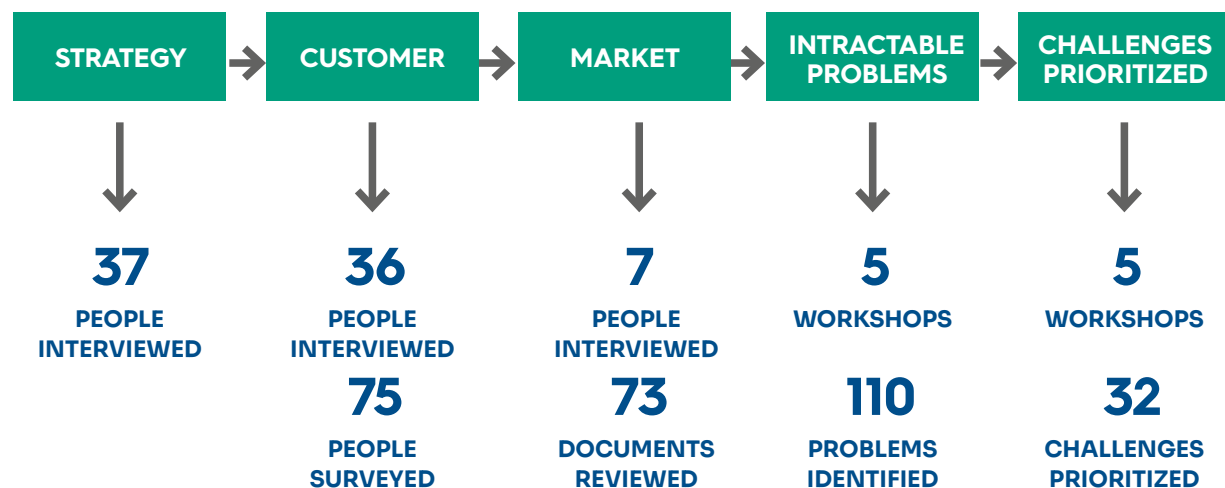 STRATEGY
CUSTOMER
MARKET
INTRACTABLE
PROBLEMS
CHALLENGES
PRIORITIZED
37
PEOPLE
INTERVIEWED
36
PEOPLE
INTERVIEWED
75
PEOPLE
SURVEYED
7
PEOPLE
INTERVIEWED
73
DOCUMENTS
REVIEWED
5
WORKSHOPS
110
PROBLEMS
IDENTIFIED
5
WORKSHOPS
32
CHALLENGES
PRIORITIZED